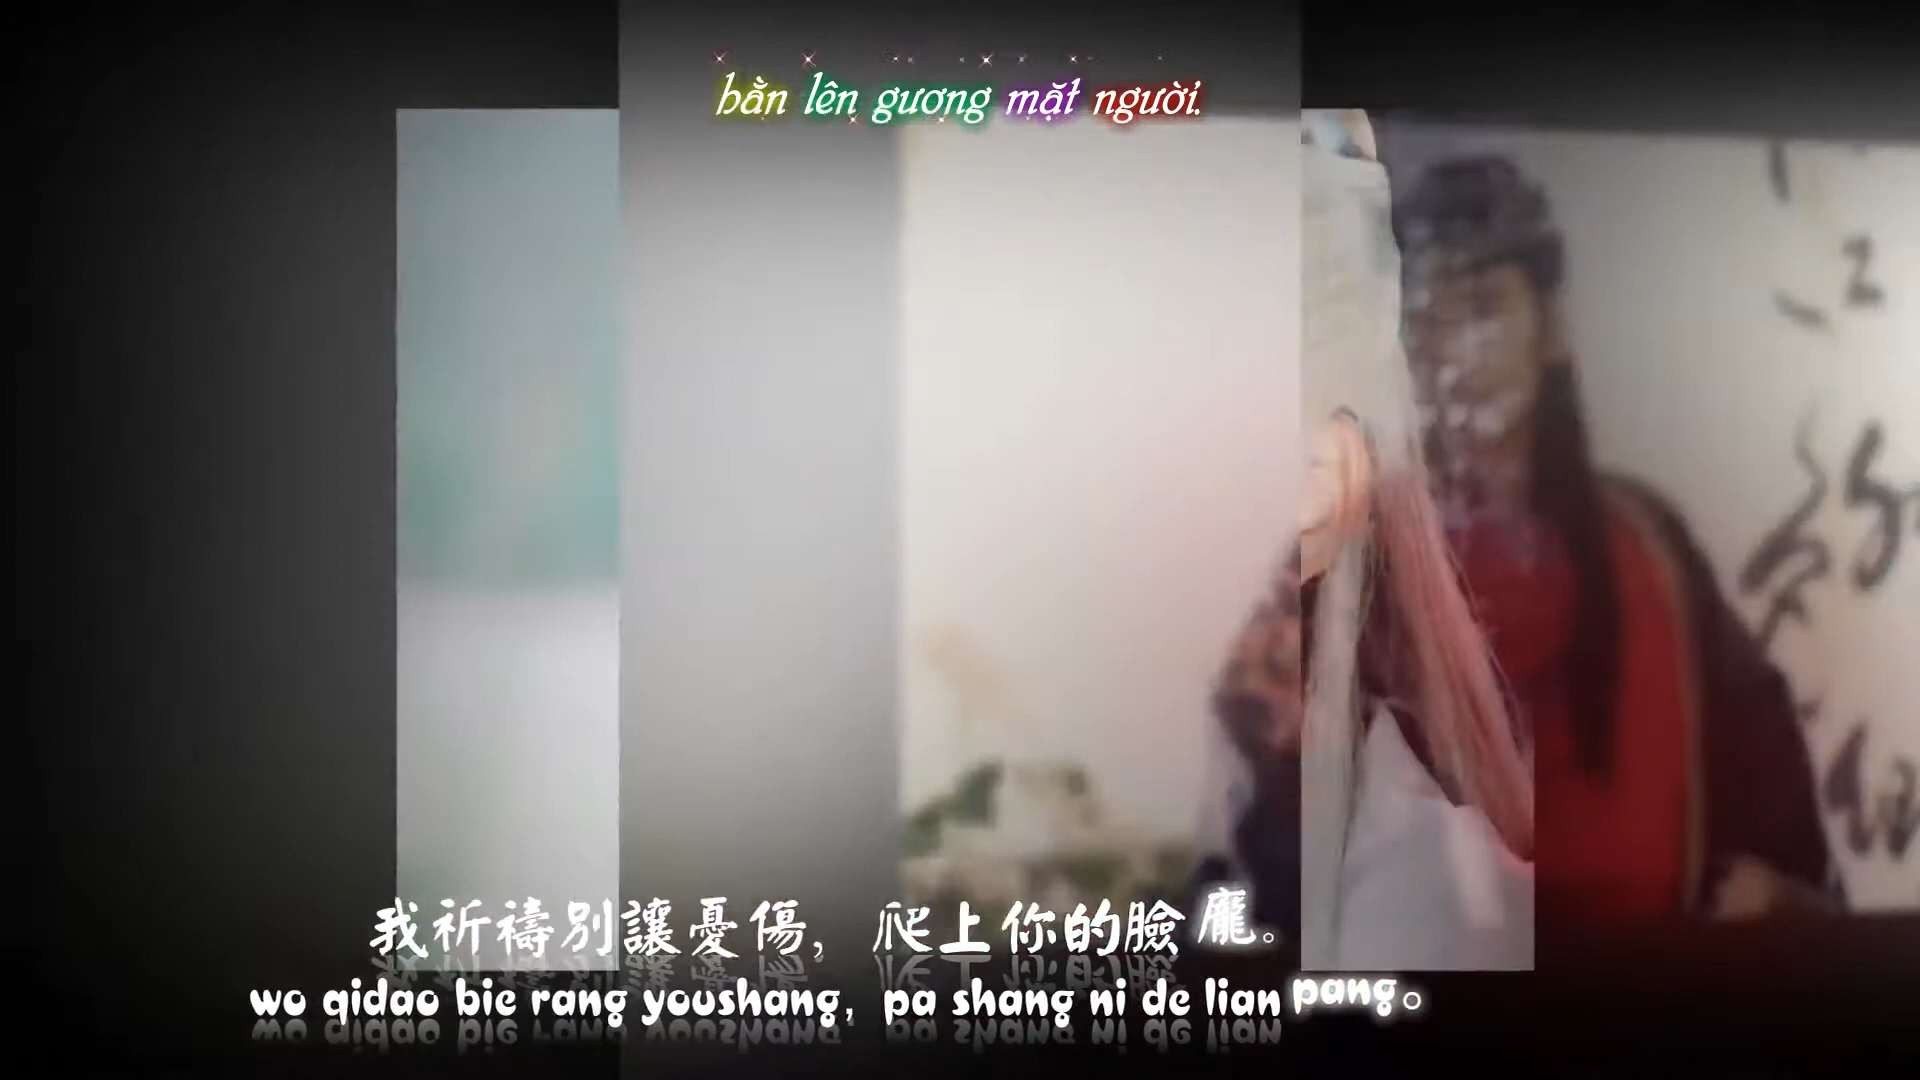 bằn lên gương mặt người.
我祈禱別讓憂傷，爬上你的臉龐。
wo qidao bie rang youshang, pa shang ni de lian pang。